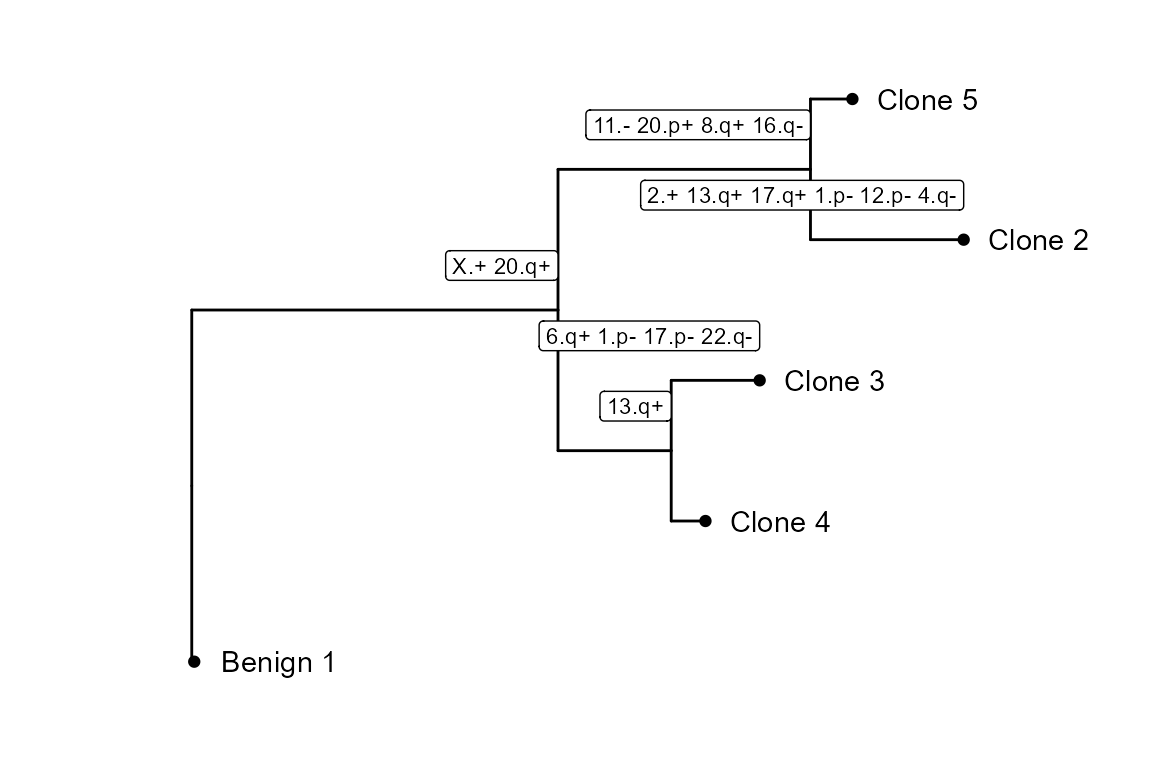 Clone 5
11.- 20.p+ 8.q+ 16.q-
2.+ 13.q+ 17.q+ 1.p- 12.p- 4.q-
Clone 2
X.+ 20.q+
6.q+ 1.p- 17.p- 22.q-
Clone 3
13.q+
Clone 4
Benign 1